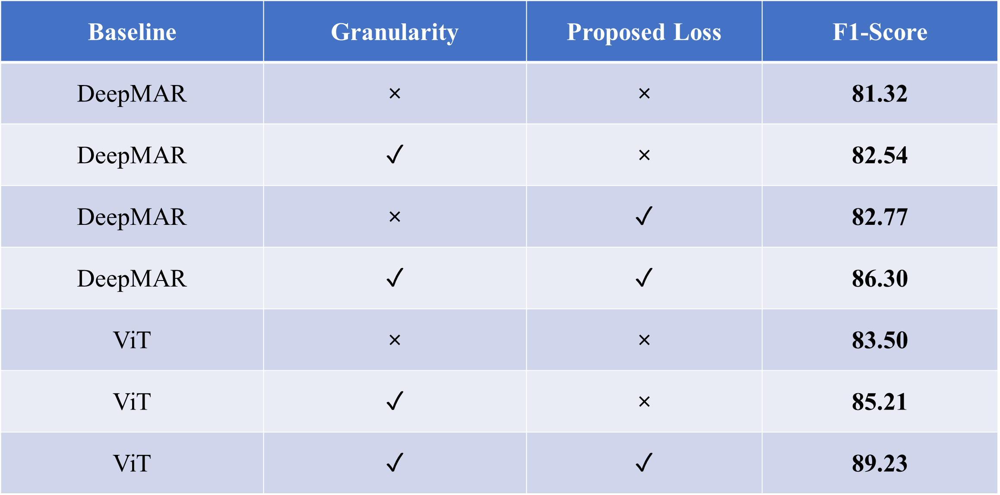 Baseline Granularity Proposed Loss F1-Score
DeepMAR × × 81.32
DeepMAR ✓ × 82.54
DeepMAR × ✓ 82.77
DeepMAR ✓ ✓ 86.30
ViT × × 83.50
ViT ✓ × 85.21
ViT ✓ ✓ 89.23